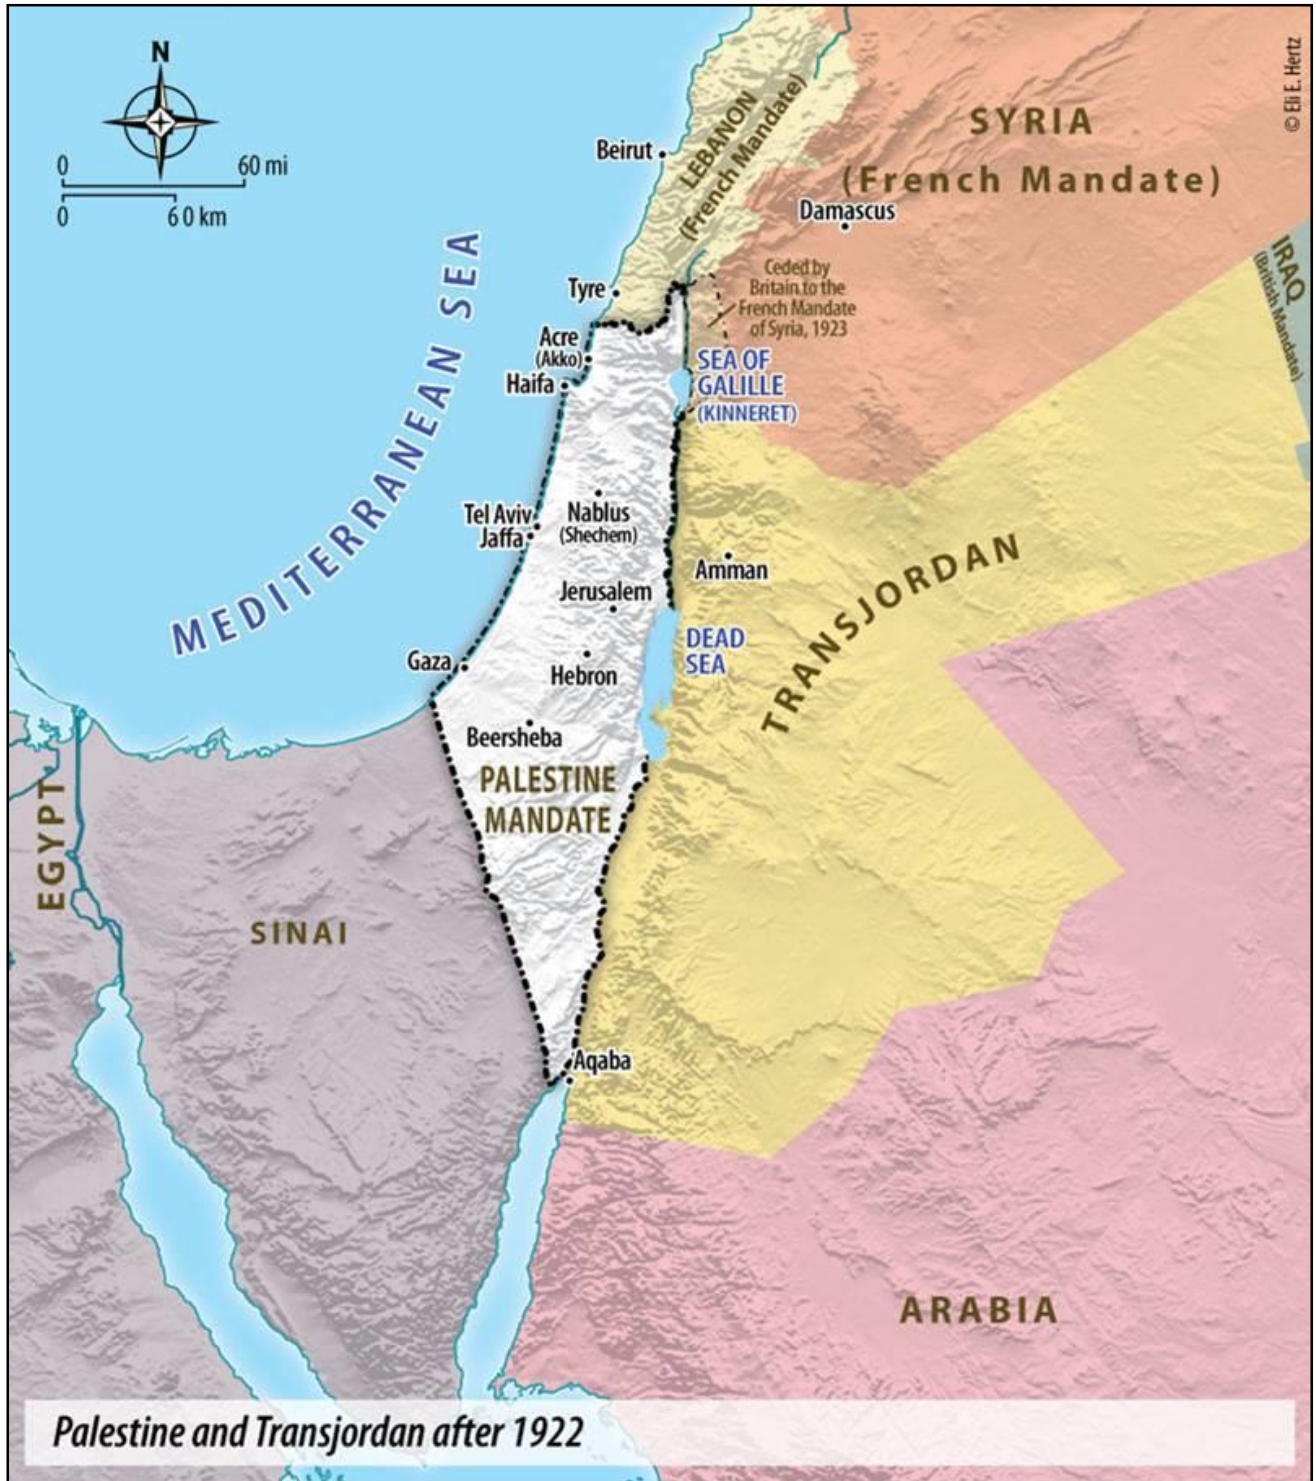 N
0 60 mi
0 60 km
© Eli E. Hertz
SYRIA
(French Mandate)
LEBANON
(French Mandate)
Beirut
Damascus
IRAQ
(British Mandate)
Ceded by
Britain to the
French Mandate
of Syria, 1923
Tyre
Acre
(Akko)
Haifa
SEA OF
GALILLE
(KINNERET)
MEDITERRANEAN SEA
Tel Aviv
Jaffa
Nablus
(Shechem)
Amman
Jerusalem
TRANSJORDAN
DEAD
SEA
Gaza
Hebron
Beersheba
PALESTINE
MANDATE
EGYPT
SINAI
Aqaba
ARABIA
Palestine and Transjordan after 1922